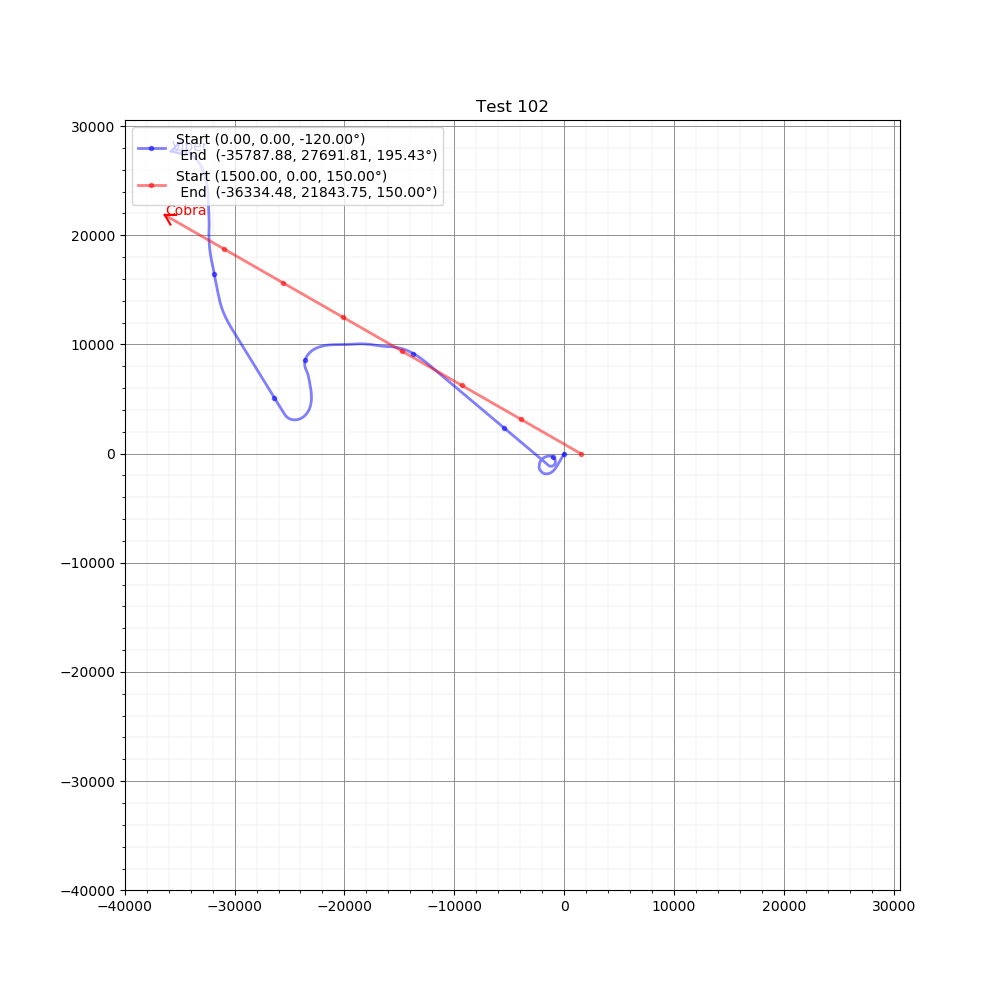 Test 102
Start (0.00, 0.00, -120.00°)
End  (-35787.88, 27691.81, 195.43°)
Start (1500.00, 0.00, 150.00°)
End  (-36334.48, 21843.75, 150.00°)
Cobra
30000
20000
10000
0
−10000
−20000
−30000
−40000
−40000 −30000 −20000 −10000 0 10000 20000 30000